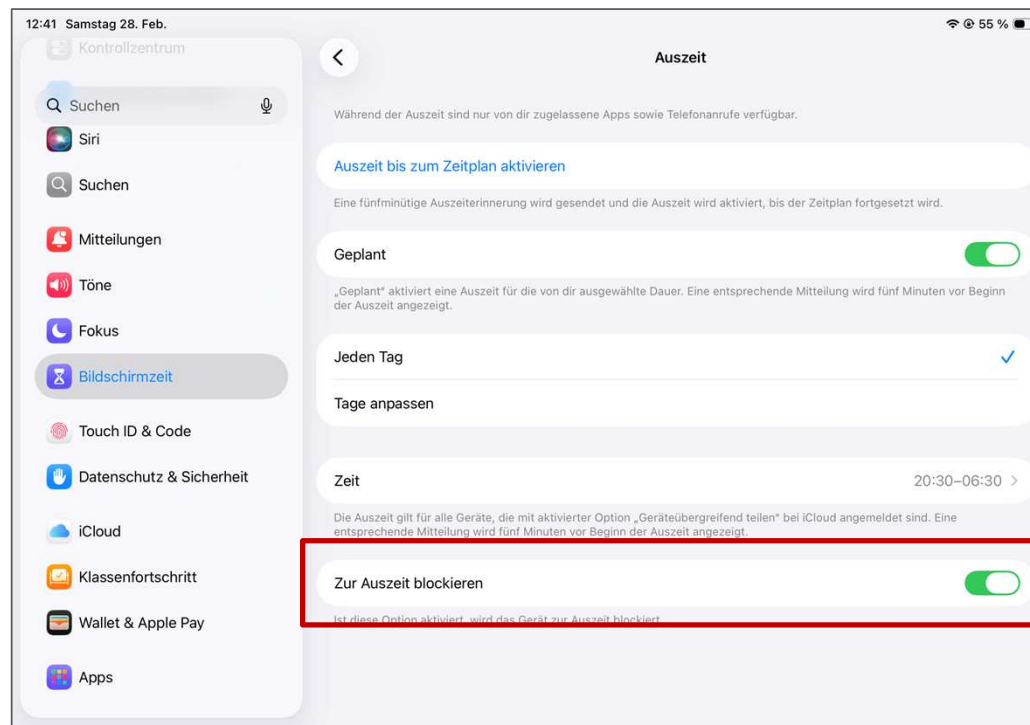 12:41 Samstag 28. Feb.
55 %
Kontrollzentrum
Suchen
Siri
Suchen
Mitteilungen
Töne
Fokus
Bildschirmzeit
Touch ID & Code
Datenschutz & Sicherheit
iCloud
Klassenfortschritt
Wallet & Apple Pay
Apps
Auszeit
Während der Auszeit sind nur von dir zugelassene Apps sowie Telefonanrufe verfügbar.
Auszeit bis zum Zeitplan aktivieren
Eine fünfminütige Auszeiterinnerung wird gesendet und die Auszeit wird aktiviert, bis der Zeitplan fortgesetzt wird.
Geplant
„Geplant“ aktiviert eine Auszeit für die von dir ausgewählte Dauer. Eine entsprechende Mitteilung wird fünf Minuten vor Beginn
der Auszeit angezeigt.
Jeden Tag
Tage anpassen
Zeit 20:30–06:30
Die Auszeit gilt für alle Geräte, die mit aktivierter Option „Geräteübergreifend teilen“ bei iCloud angemeldet sind. Eine
entsprechende Mitteilung wird fünf Minuten vor Beginn der Auszeit angezeigt.
Zur Auszeit blockieren
Ist diese Option aktiviert, wird das Gerät zur Auszeit blockiert.